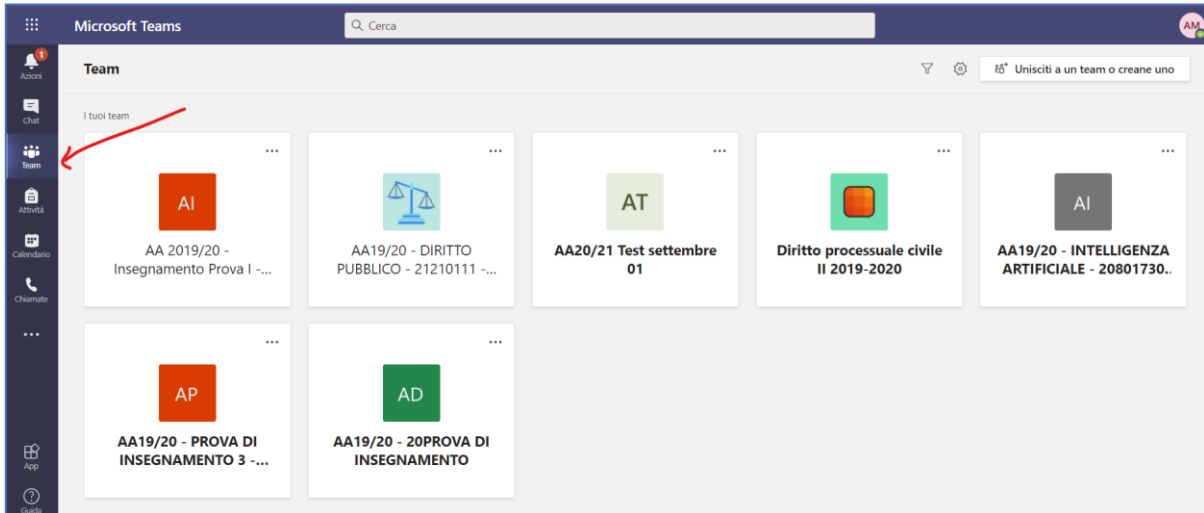 Microsoft Teams
Cerca
AM
1
Azioni
Chat
Team
Attività
Calendario
Chiamate
App
Guida
Team
Unisciti a un team o creane uno
I tuoi team
AI
AA 2019/20 -
Insegnamento Prova I -...
AA19/20 - DIRITTO
PUBBLICO - 21210111 -...
AT
AA20/21 Test settembre
01
Diritto processuale civile
II 2019-2020
AI
AA19/20 - INTELLIGENZA
ARTIFICIALE - 20801730..
AP
AA19/20 - PROVA DI
INSEGNAMENTO 3 -...
AD
AA19/20 - 20PROVA DI
INSEGNAMENTO